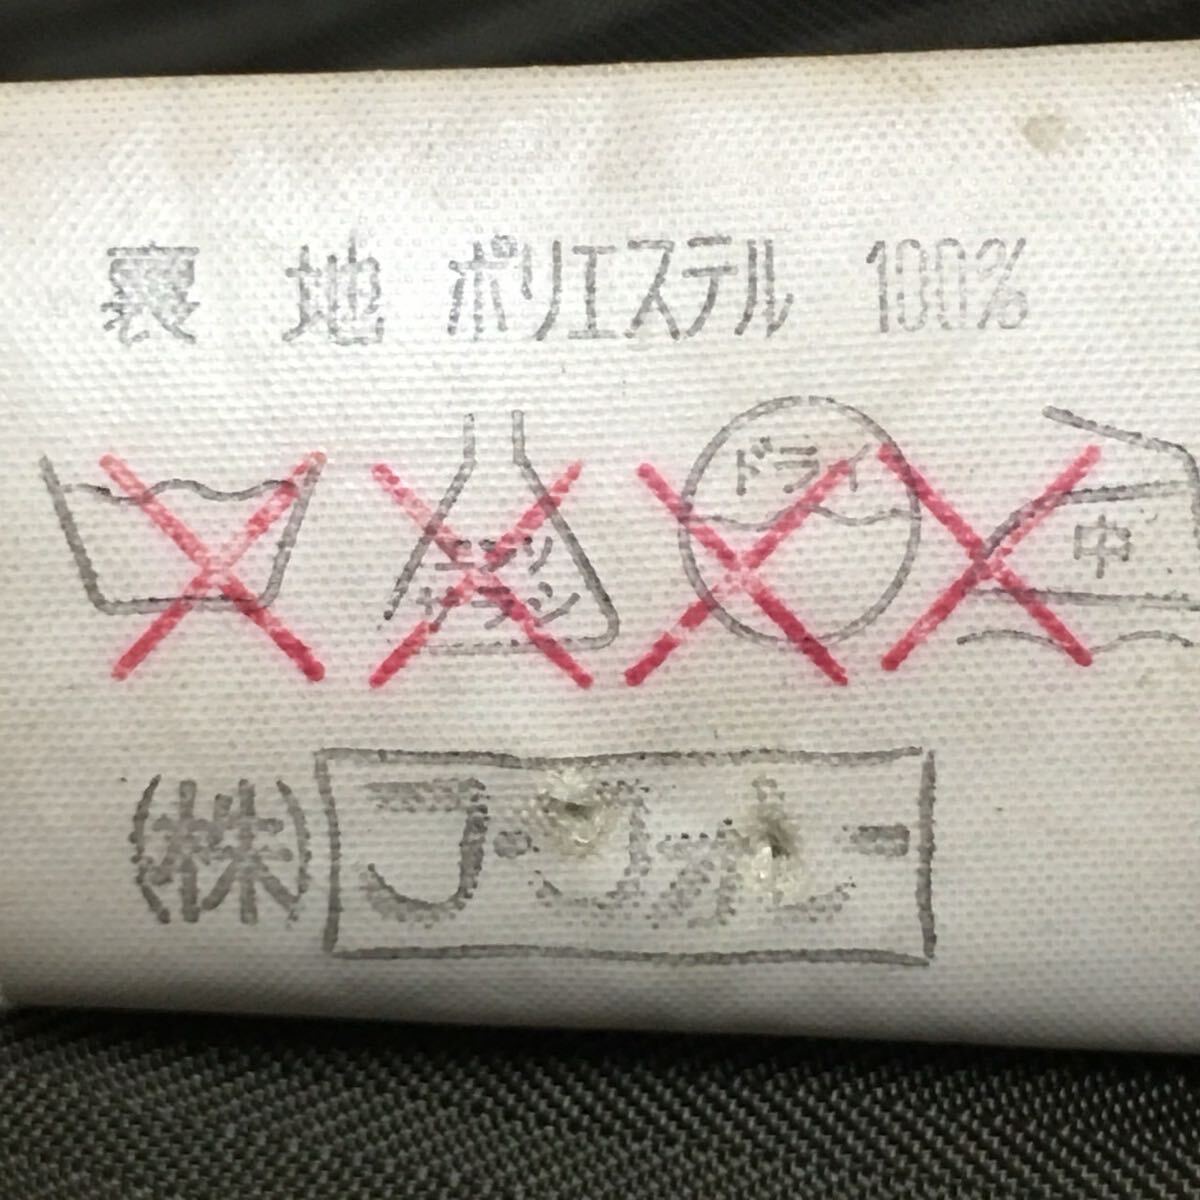 裏地 ポリエステル 100%
エンソ
サラシ
ドライ
中
(株)